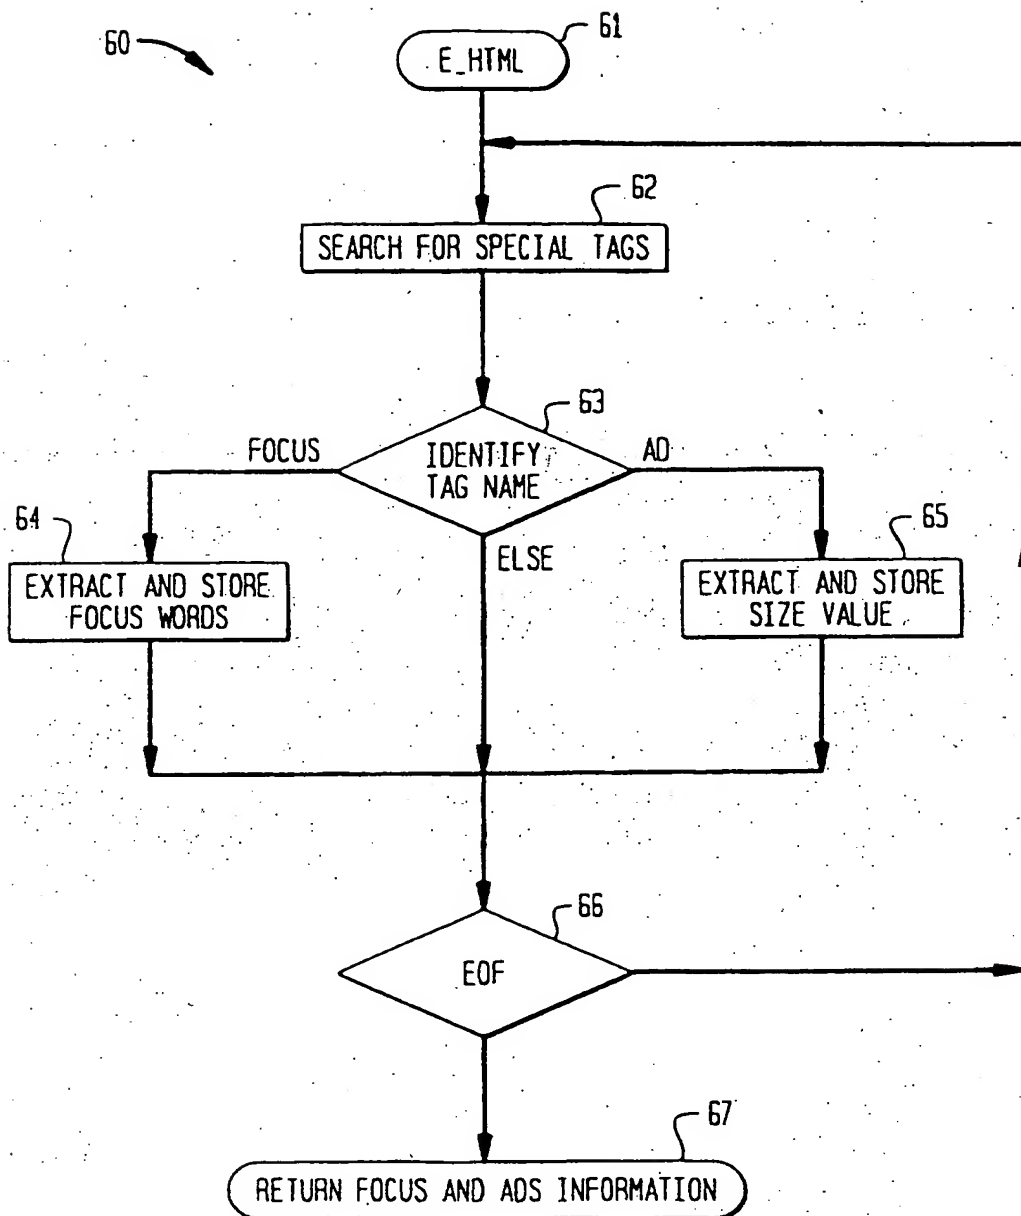 60
61
E_HTML
62
SEARCH FOR SPECIAL TAGS
63
FOCUS
IDENTIFY
TAG NAME
AD
64
65
ELSE
EXTRACT AND STORE
FOCUS WORDS
EXTRACT AND STORE
SIZE VALUE
66
EOF
67
RETURN FOCUS AND ADS INFORMATION